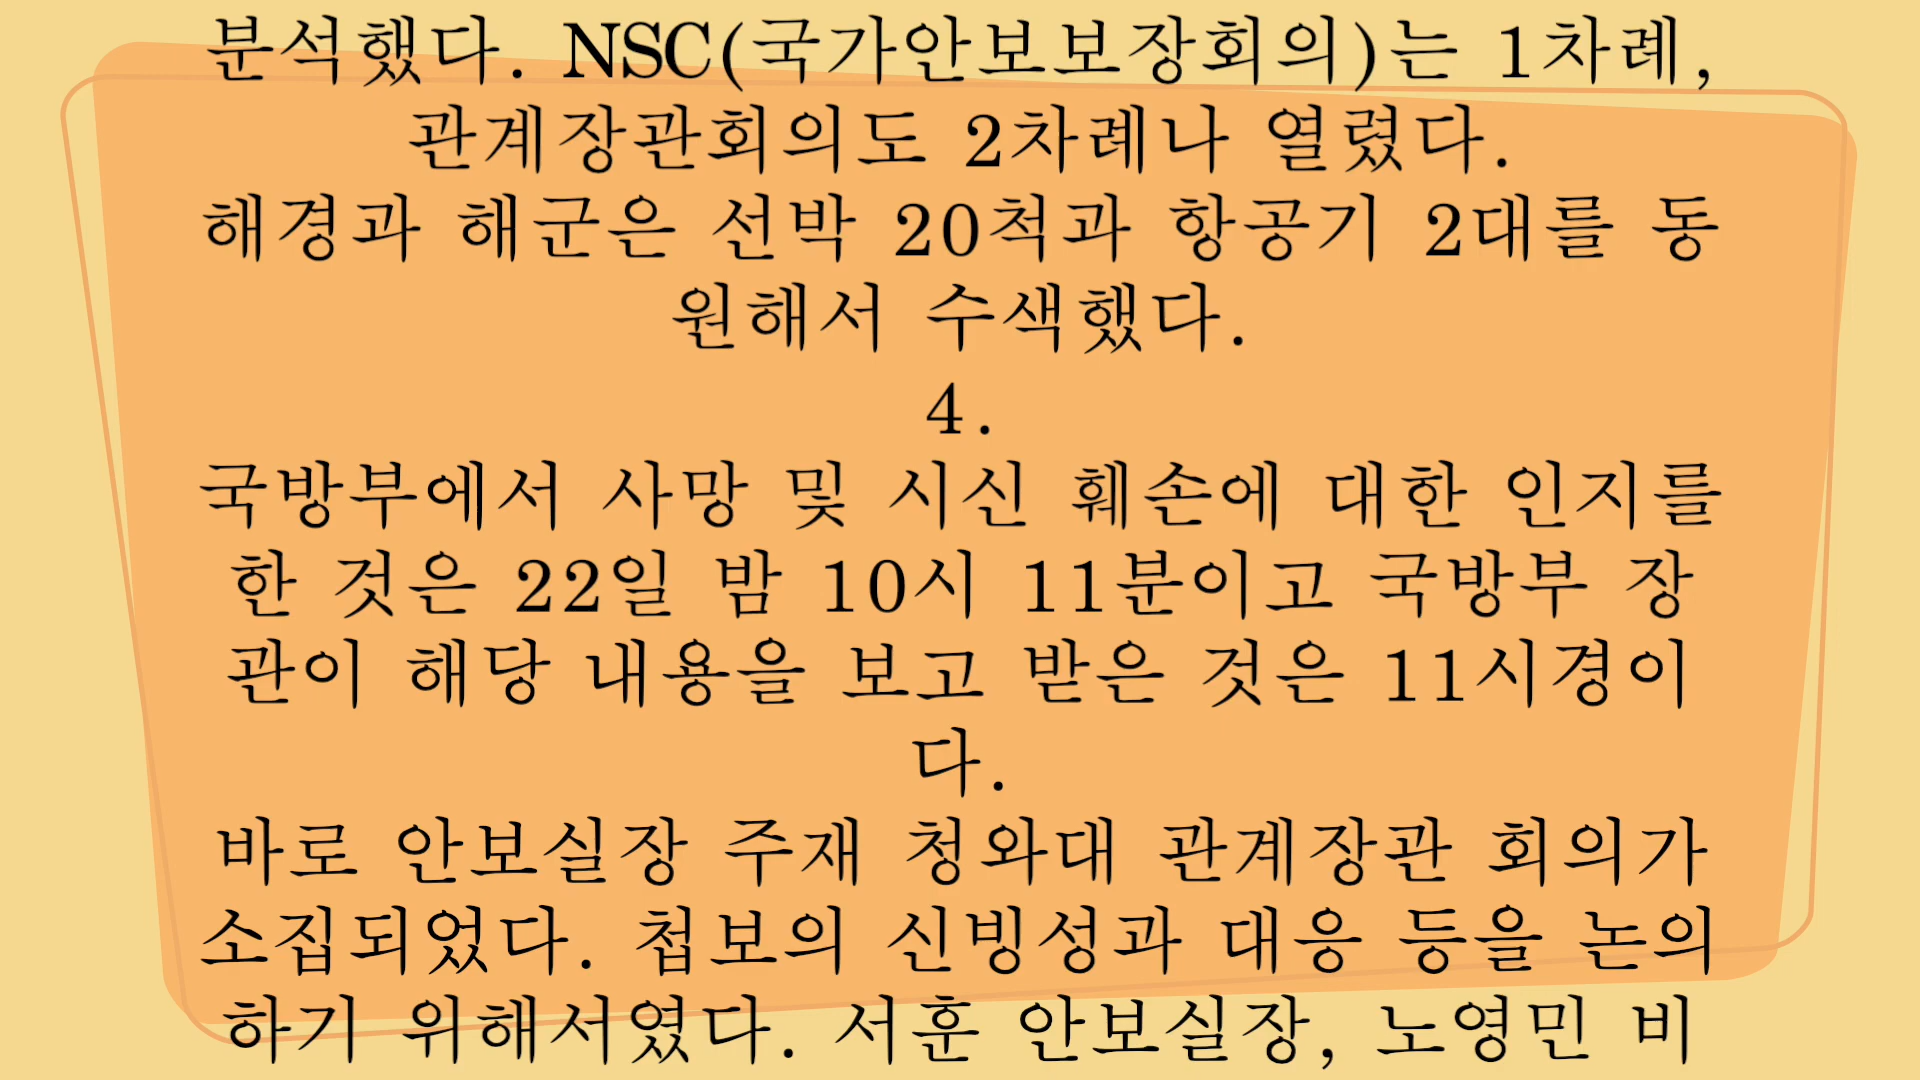 분석했다. NSC(국가안보보장회의)는 1차례,
관계장관회의도 2차례나 열렸다.
해경과 해군은 선박 20척과 항공기 2대를 동
원해서 수색했다.
4.
국방부에서 사망 및 시신 훼손에 대한 인지를
한 것은 22일 밤 10시 11분이고 국방부 장
관이 해당 내용을 보고 받은 것은 11시경이
다.
바로 안보실장 주재 청와대 관계장관 회의가
소집되었다. 첩보의 신빙성과 대응 등을 논의
하기 위해서였다. 서훈 안보실장, 노영민 비